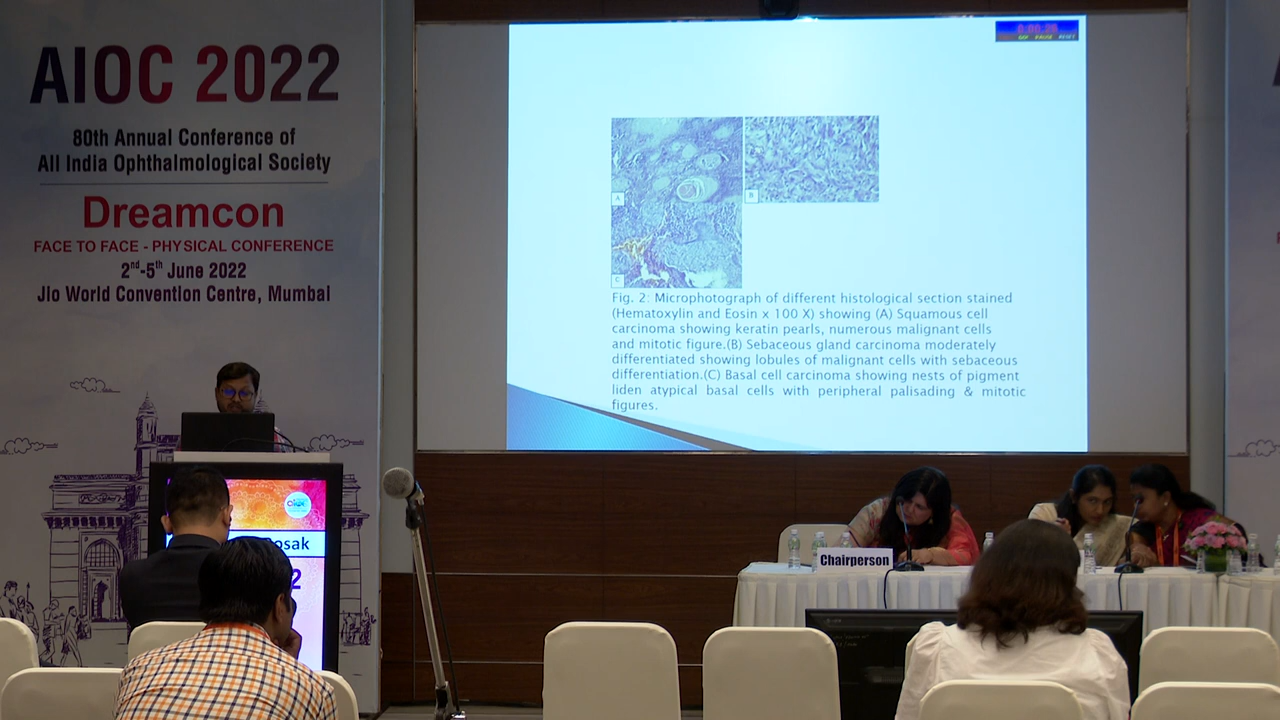 AIOC 2022
80th Annual Conference of
All India Ophthalmological Society
Dreamcon
FACE TO FACE - PHYSICAL CONFERENCE
2nd-5th June 2022
Jio World Convention Centre, Mumbai
A
B
C
Fig. 2: Microphotograph of different histological section stained
(Hematoxylin and Eosin x 100 X) showing (A) Squamous cell
carcinoma showing keratin pearls, numerous malignant cells
and mitotic figure.(B) Sebaceous gland carcinoma moderately
differentiated showing lobules of malignant cells with sebaceous
differentiation.(C) Basal cell carcinoma showing nests of pigment
liden atypical basal cells with peripheral palisading & mitotic
figures.
Chairperson